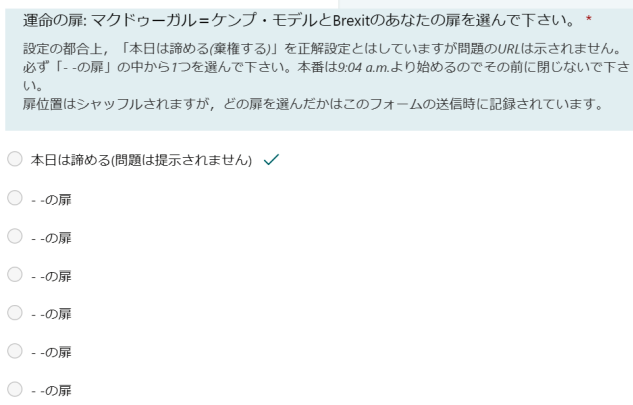 運命の扉: マクドゥーガル＝ケンプ・モデルとBrexitのあなたの扉を選んで下さい。 *
設定の都合上，「本日は諦める(棄権する)」を正解設定とはしていますが問題のURLは示されません。
必ず「- -の扉」の中から1つを選んで下さい。本番は9:04 a.m.より始めるのでその前に閉じないで下さ
い。
扉位置はシャッフルされますが，どの扉を選んだかはこのフォームの送信時に記録されています。
本日は諦める(問題は提示されません) ✓
- -の扉
- -の扉
- -の扉
- -の扉
- -の扉
- -の扉